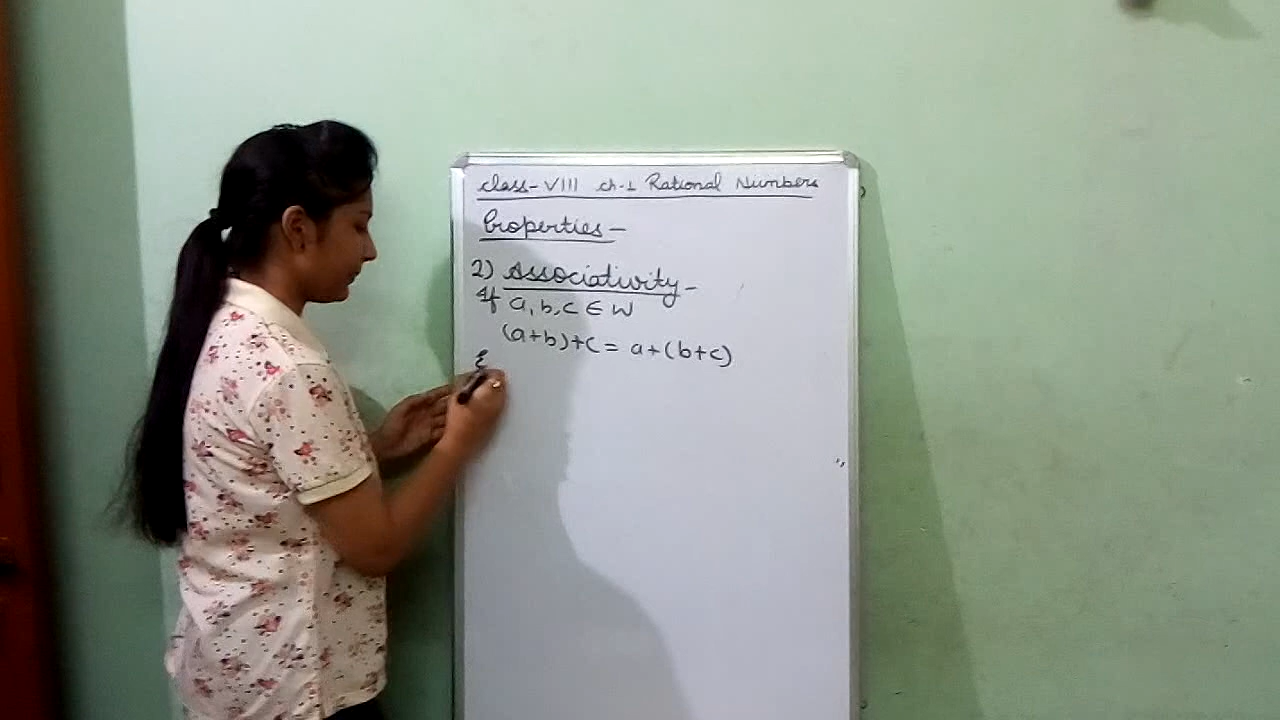 Class-VIII ch-1 Rational Numbers
Properties-
2) Associativity-
If a, b, c ∈ W
(a+b)+c = a+(b+c)
&